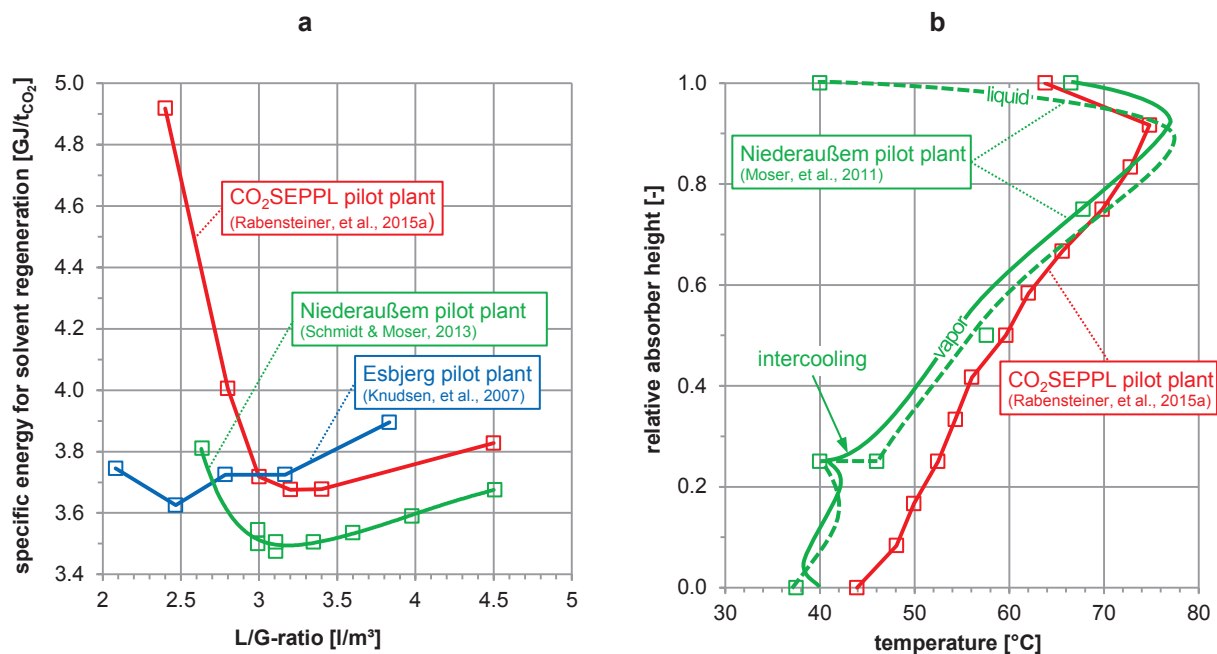 a
specific energy for solvent regeneration [GJ/tCO₂]
5.0
4.8
4.6
4.4
4.2
4.0
3.8
3.6
3.4
CO₂SEPPL pilot plant
(Rabensteiner, et al., 2015a)
Niederaußem pilot plant
(Schmidt & Moser, 2013)
Esbjerg pilot plant
(Knudsen, et al., 2007)
2
2.5
3
3.5
4
4.5
5
L/G-ratio [l/m³]
b
relative absorber height [-]
1.0
0.8
0.6
0.4
0.2
0.0
liquid
Niederaußem pilot plant
(Moser, et al., 2011)
vapor
intercooling
CO₂SEPPL pilot plant
(Rabensteiner, et al., 2015a)
30
40
50
60
70
80
temperature [°C]